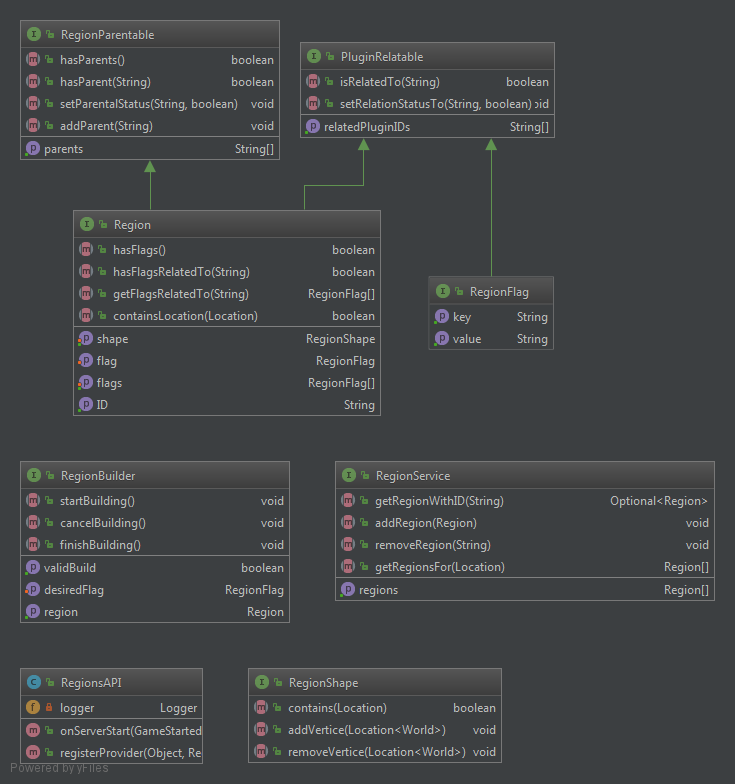 RegionParentable
hasParents() boolean
hasParent(String) boolean
setParentalStatus(String, boolean) void
addParent(String) void
parents String[]
PluginRelatable
isRelatedTo(String) boolean
setRelationStatusTo(String, boolean)
relatedPluginIDs String[]
Region
hasFlags() boolean
hasFlagsRelatedTo(String) boolean
getFlagsRelatedTo(String) RegionFlag[]
containsLocation(Location) boolean
shape RegionShape
flag RegionFlag
flags RegionFlag[]
ID String
RegionFlag
key String
value String
RegionBuilder
startBuilding() void
cancelBuilding() void
finishBuilding() void
validBuild boolean
desiredFlag RegionFlag
region Region
RegionService
getRegionWithID(String) Optional<Region>
addRegion(Region) void
removeRegion(String) void
getRegionsFor(Location) Region[]
regions Region[]
RegionsAPI
logger Logger
onServerStart(GameStarted
registerProvider(Object, Re
RegionShape
contains(Location) boolean
addVertice(Location<World>) void
removeVertice(Location<World>) void
Powered by yFiles